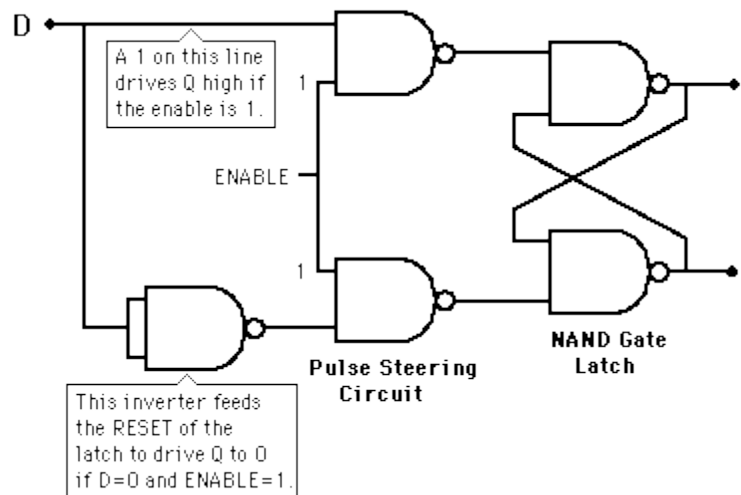 D
A 1 on this line
drives Q high if
the enable is 1.
1
ENABLE
1
NAND Gate
Latch
Pulse Steering
Circuit
This inverter feeds
the RESET of the
latch to drive Q to 0
if D=0 and ENABLE=1.